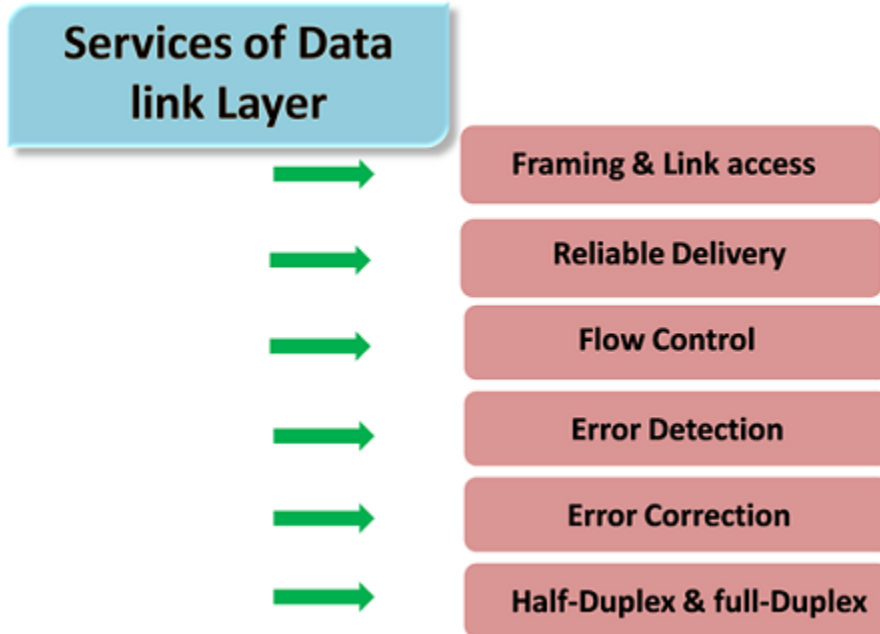 Services of Data
link Layer
Framing & Link access
Reliable Delivery
Flow Control
Error Detection
Error Correction
Half-Duplex & full-Duplex